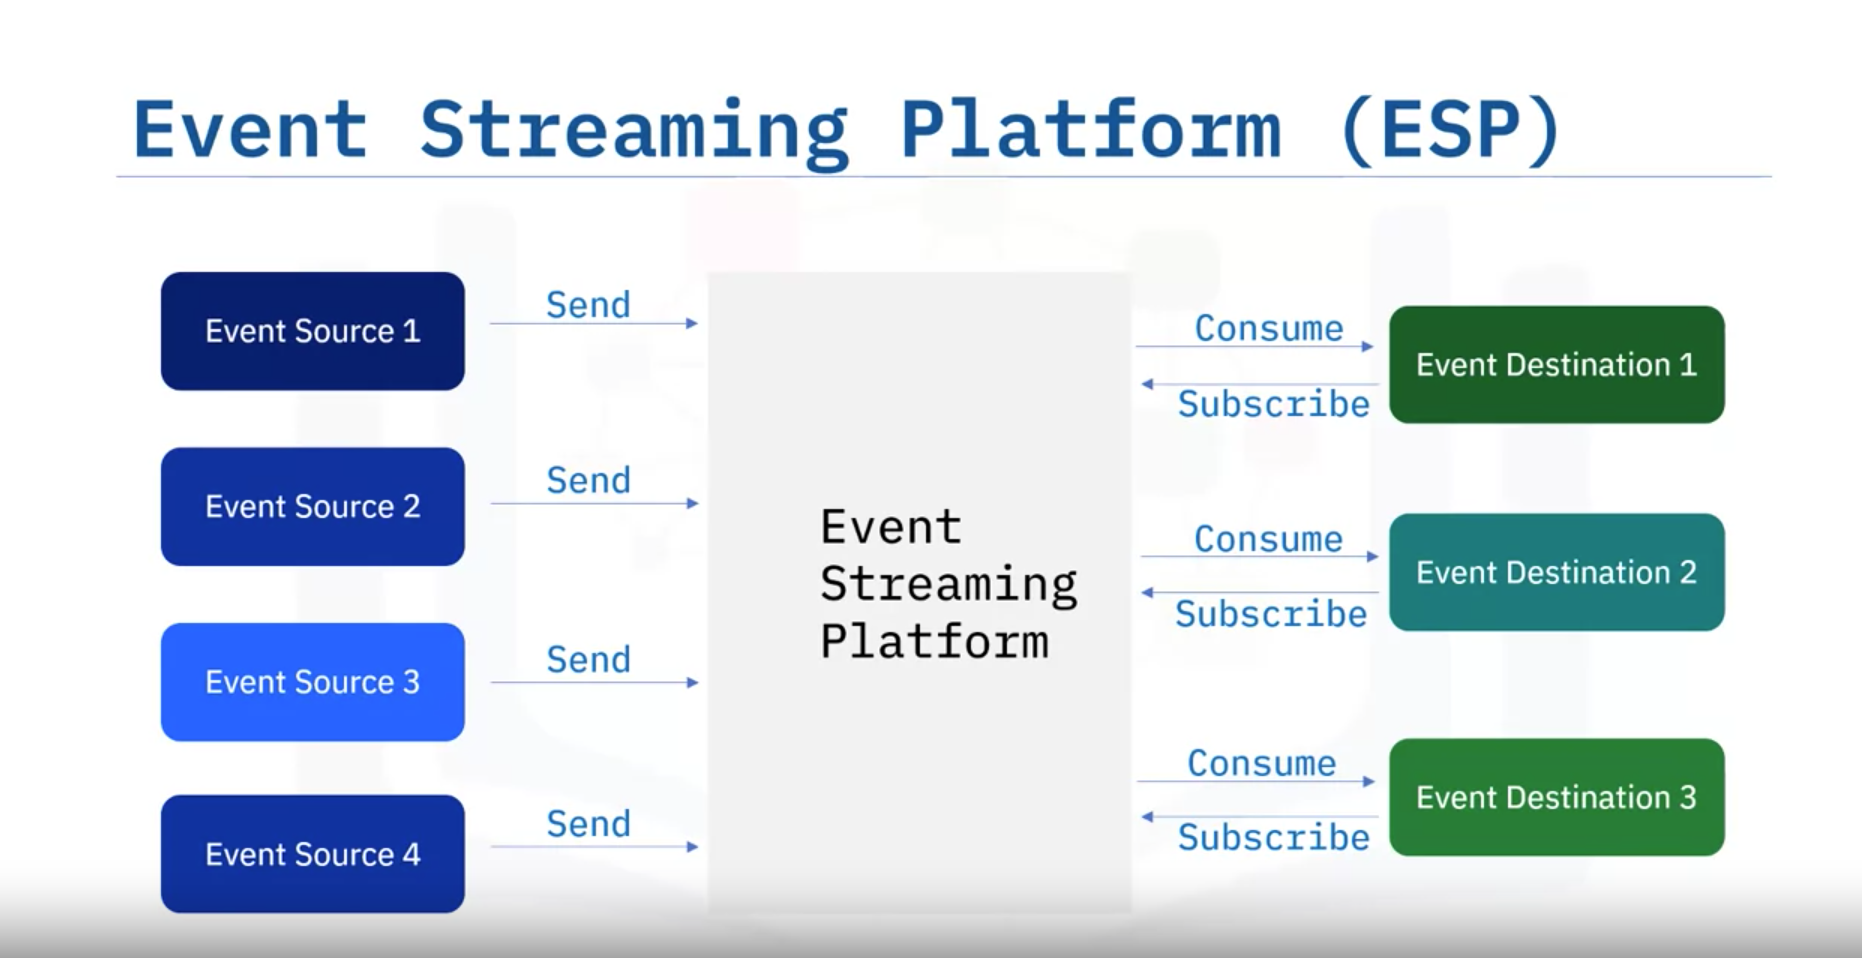 Event Streaming Platform (ESP)
Event Source 1
Send
Event Source 2
Send
Event Source 3
Send
Event Source 4
Send
Event
Streaming
Platform
Consume
Subscribe
Event Destination 1
Consume
Subscribe
Event Destination 2
Consume
Subscribe
Event Destination 3